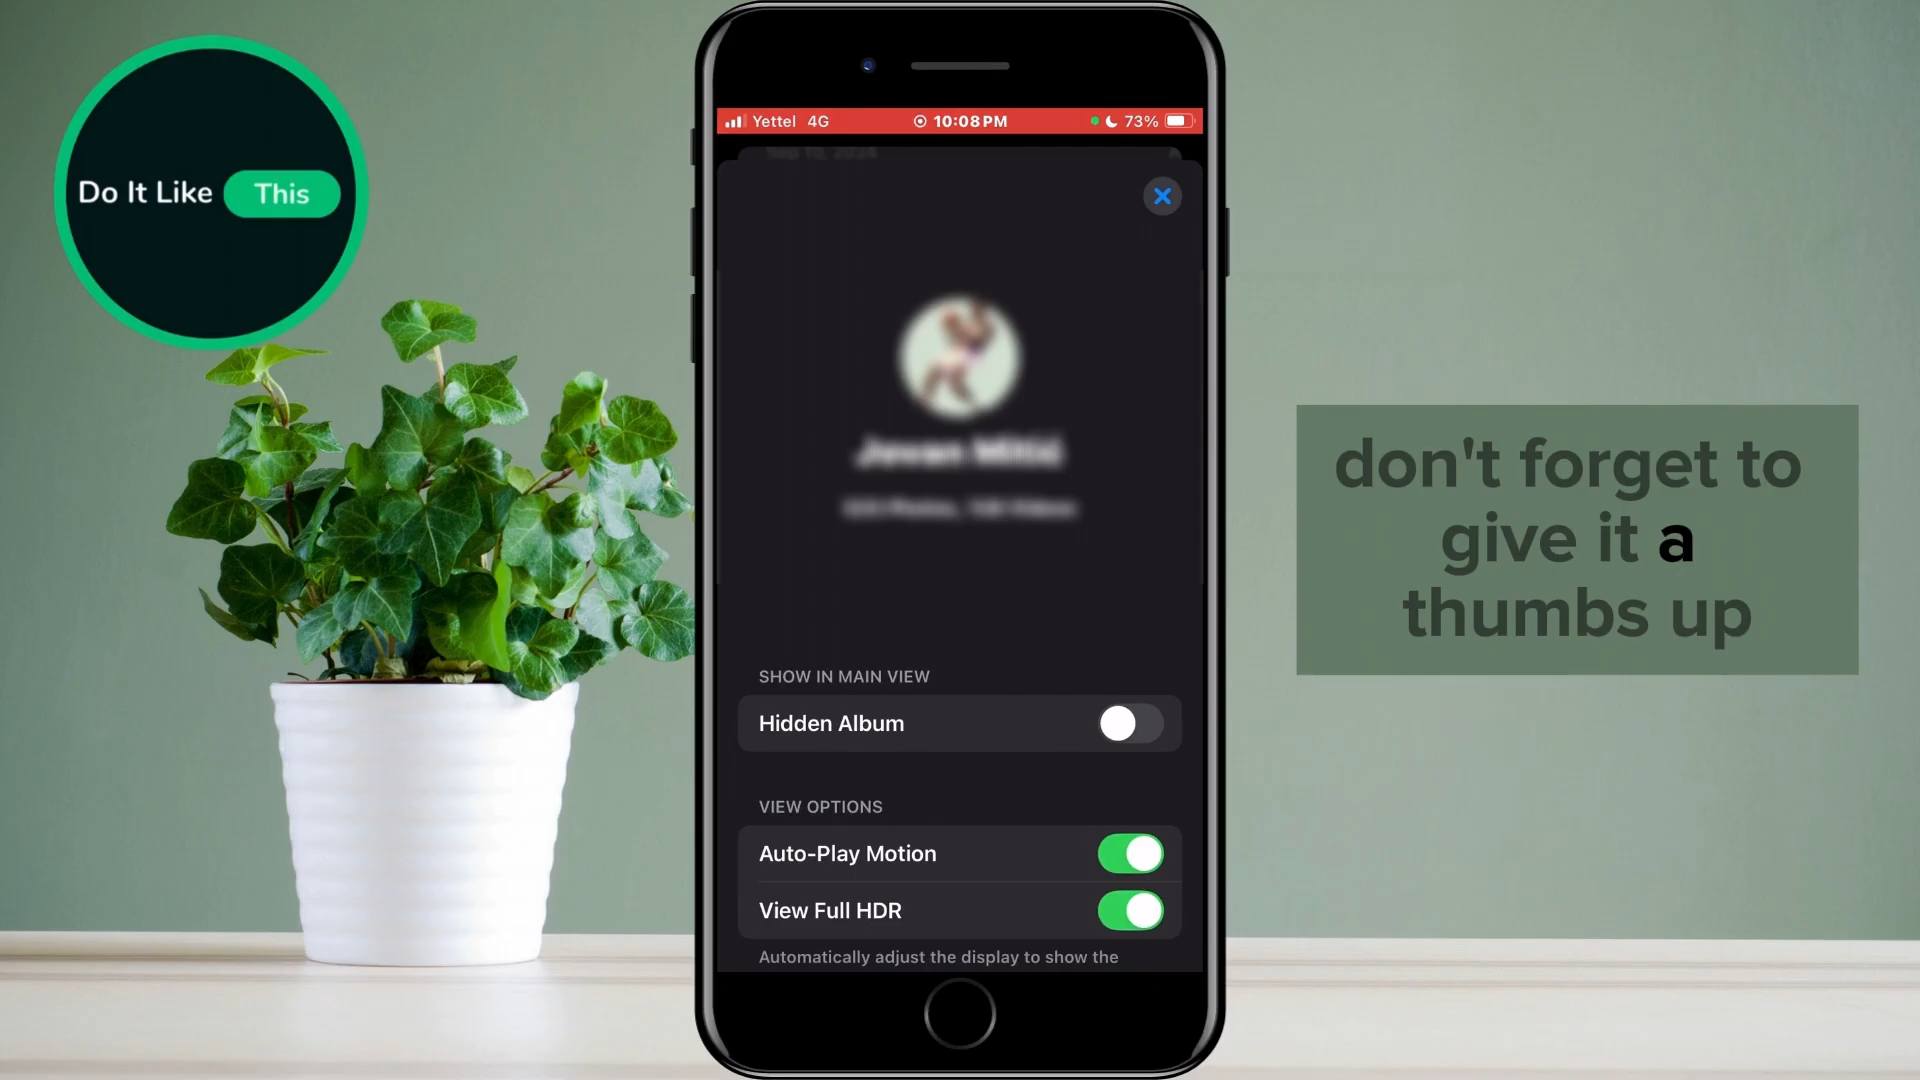 Do It Like This
Yettel 4G 10:08 PM 73%
SHOW IN MAIN VIEW
Hidden Album
VIEW OPTIONS
Auto-Play Motion
View Full HDR
Automatically adjust the display to show the
don't forget to
give it a
thumbs up